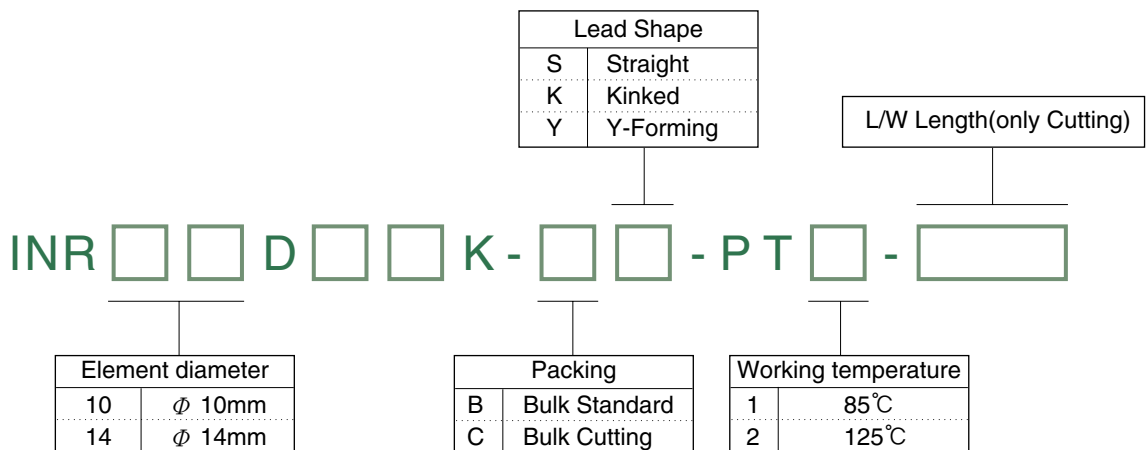 Lead Shape
S Straight
K Kinked
Y Y-Forming
L/W Length(only Cutting)
INR □□ D □□ K - □□ - PT □ - □
Element diameter
10 Φ 10mm
14 Φ 14mm
Packing
B Bulk Standard
C Bulk Cutting
Working temperature
1 85℃
2 125℃